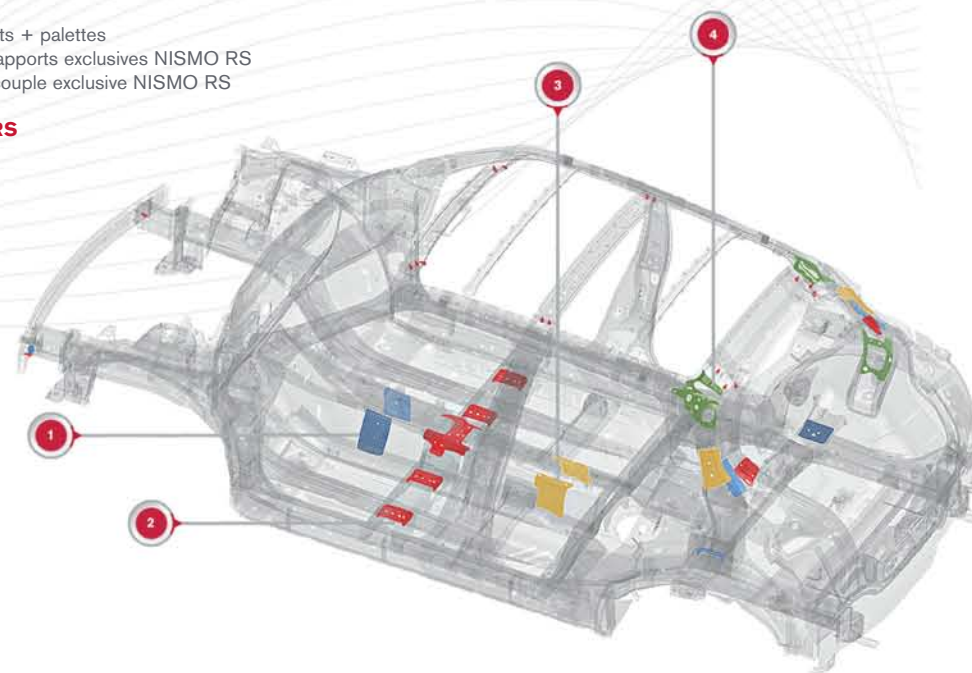 ts + palettes
apports exclusives NISMO RS
ouple exclusive NISMO RS
RS
4
3
1
2